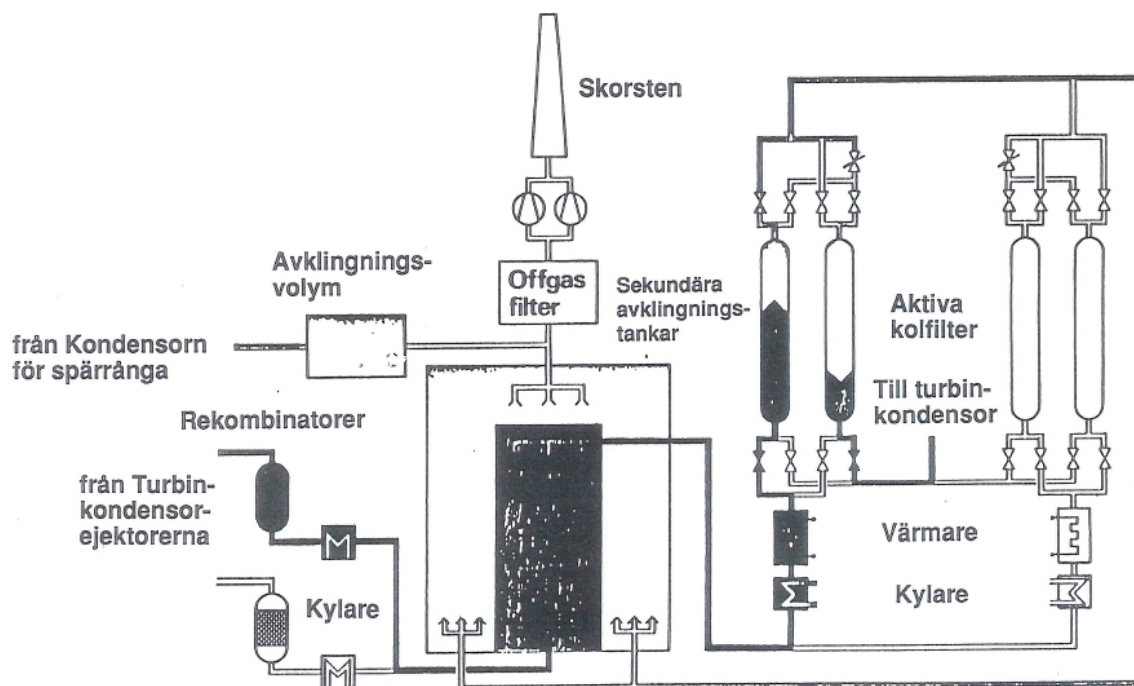 Skorsten
Avklingnings-
volym
Offgas
filter
Sekundära
avklingnings-
tankar
Aktiva
kolfilter
från Kondensorn
för spärrånga
Till turbin-
kondensor
Rekombinatorer
från Turbin-
kondensor-
ejektorerna
Värmare
Kylare
Kylare